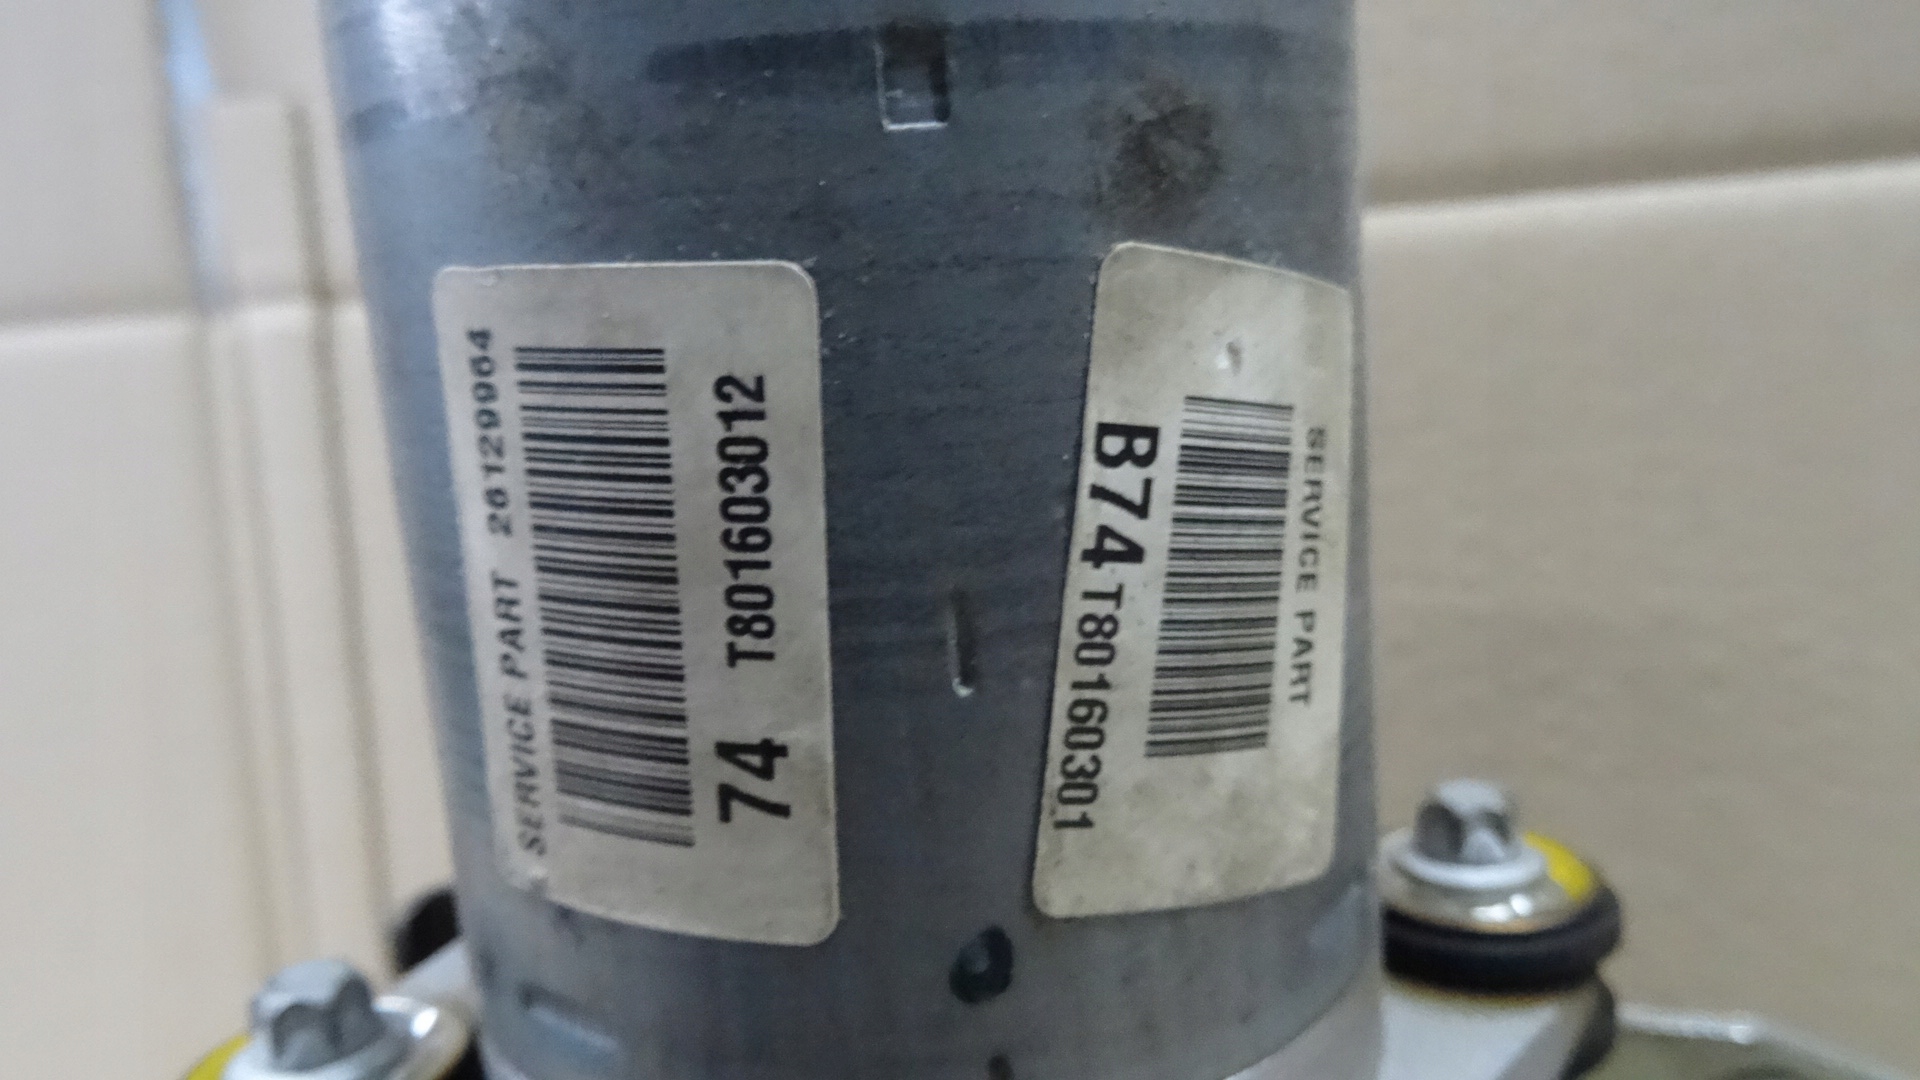 SERVICE PART 26129964
74 T801603012
SERVICE PART
B74 T80160301